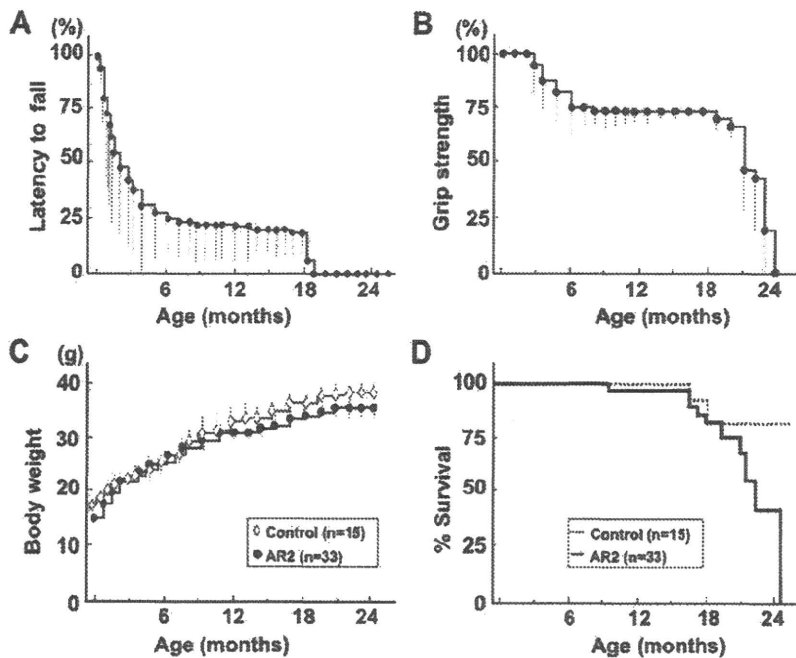 A (%)
100
75
50
25
0
Latency to fall
6 12 18 24
Age (months)
B (%)
100
75
50
25
0
Grip strength
6 12 18 24
Age (months)
C (g)
40
30
20
10
0
Body weight
Control (n=15)
AR2 (n=33)
0 6 12 18 24
Age (months)
D
100
75
50
0
% Survival
Control (n=15)
AR2 (n=33)
0 6 12 18 24
Age (months)